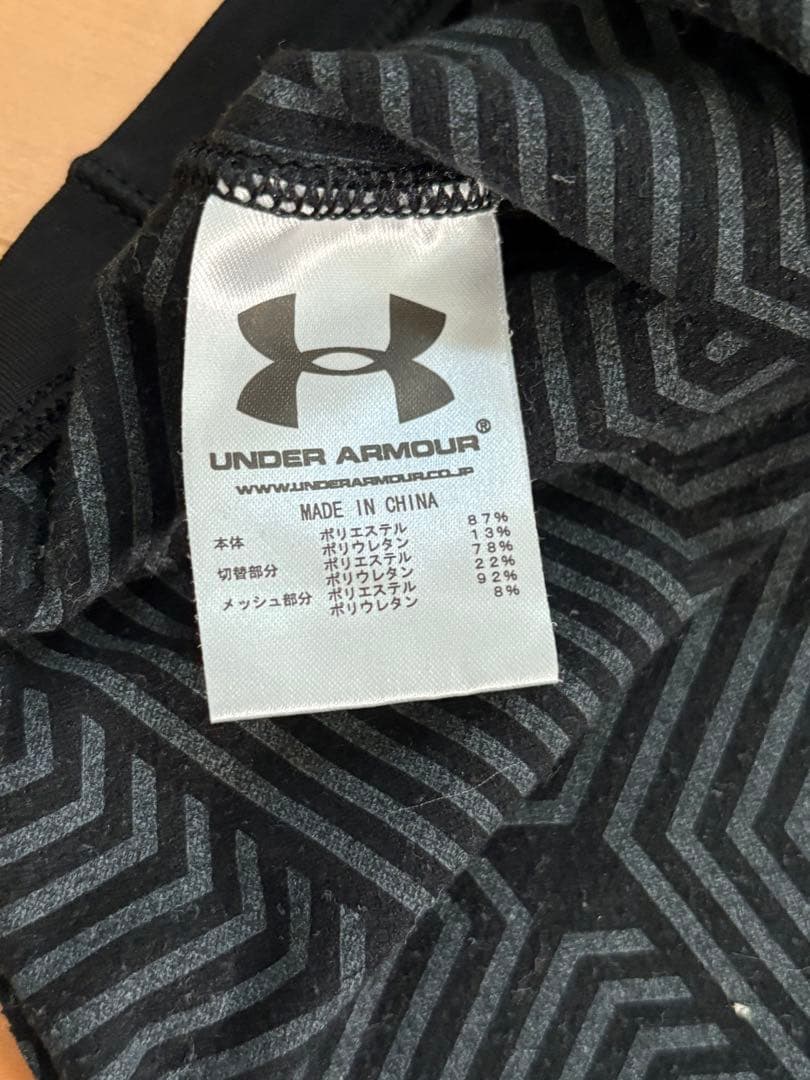 UNDER ARMOUR®
WWW.UNDERARMOUR.CO.JP
MADE IN CHINA
本体 ポリエステル 87%
ポリウレタン 13%
切替部分 ポリエステル 78%
ポリウレタン 22%
メッシュ部分 ポリエステル 92%
ポリウレタン 8%